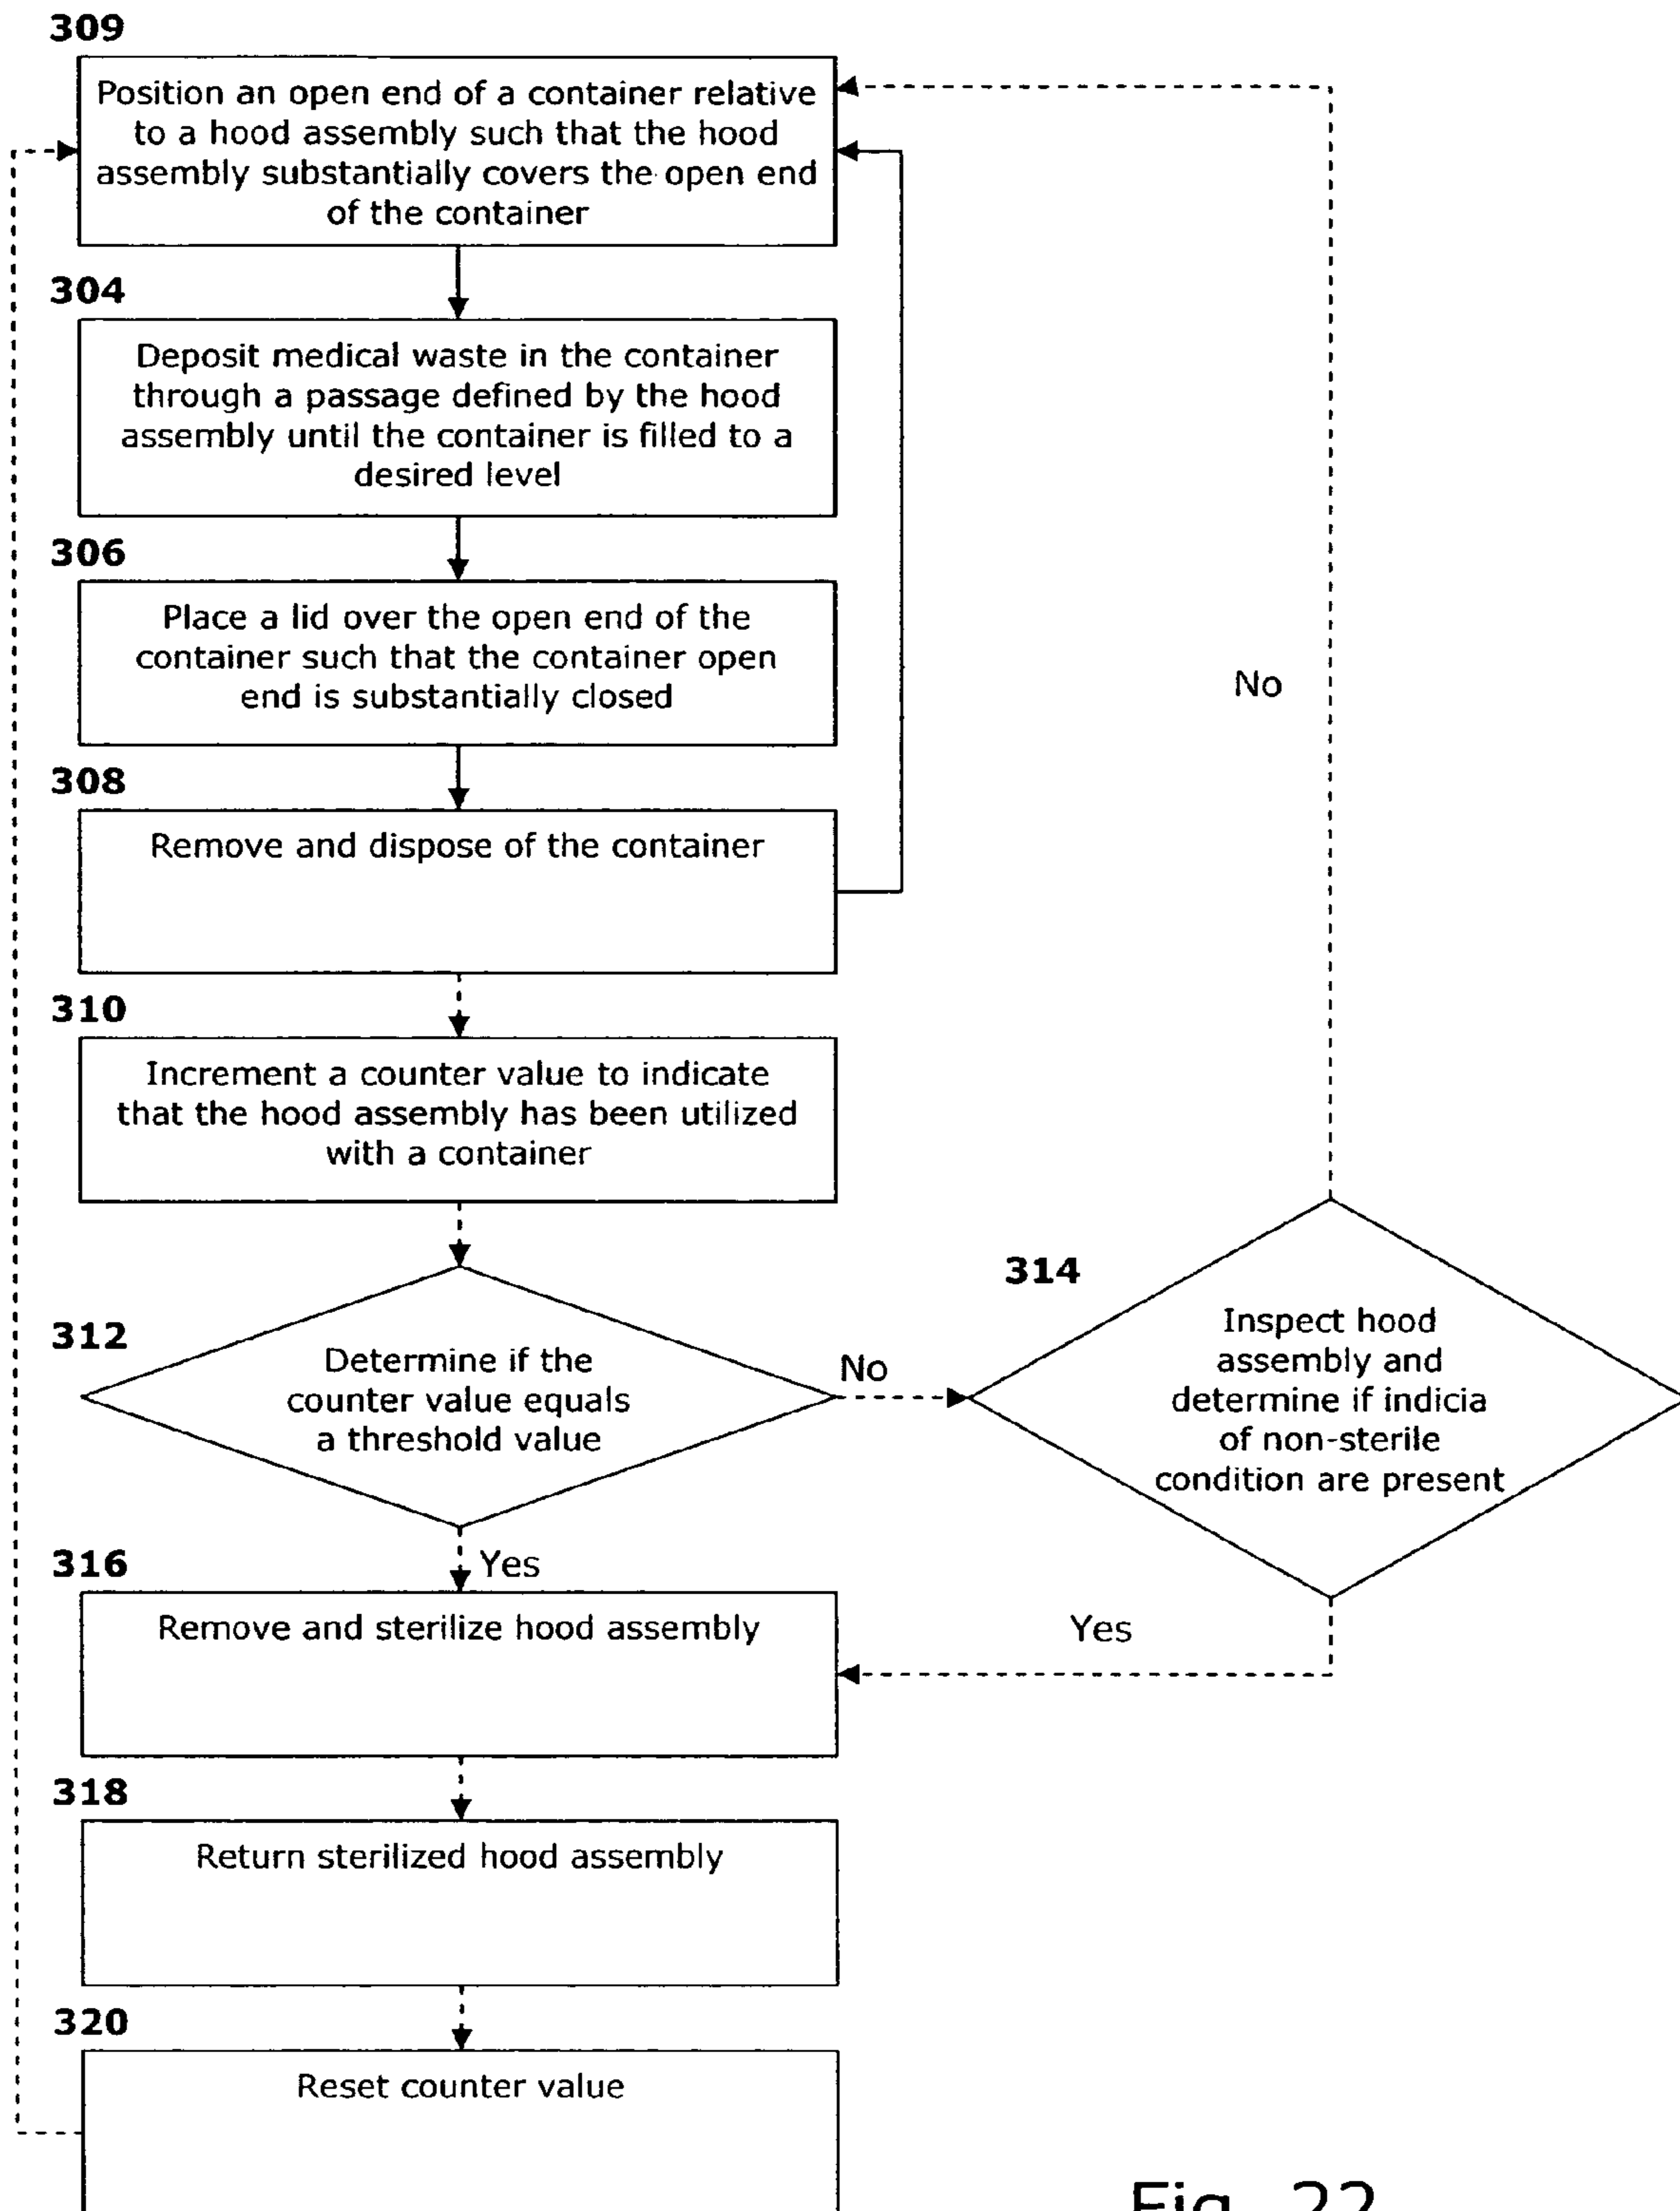 309
Position an open end of a container relative
to a hood assembly such that the hood
assembly substantially covers the open end
of the container
304
Deposit medical waste in the container
through a passage defined by the hood
assembly until the container is filled to a
desired level
306
Place a lid over the open end of the
container such that the container open
end is substantially closed
No
308
Remove and dispose of the container
310
Increment a counter value to indicate
that the hood assembly has been utilized
with a container
312
Determine if the
counter value equals
a threshold value
No
314
Inspect hood
assembly and
determine if indicia
of non-sterile
condition are present
Yes
316
Remove and sterilize hood assembly
Yes
318
Return sterilized hood assembly
320
Reset counter value
Fig. 22